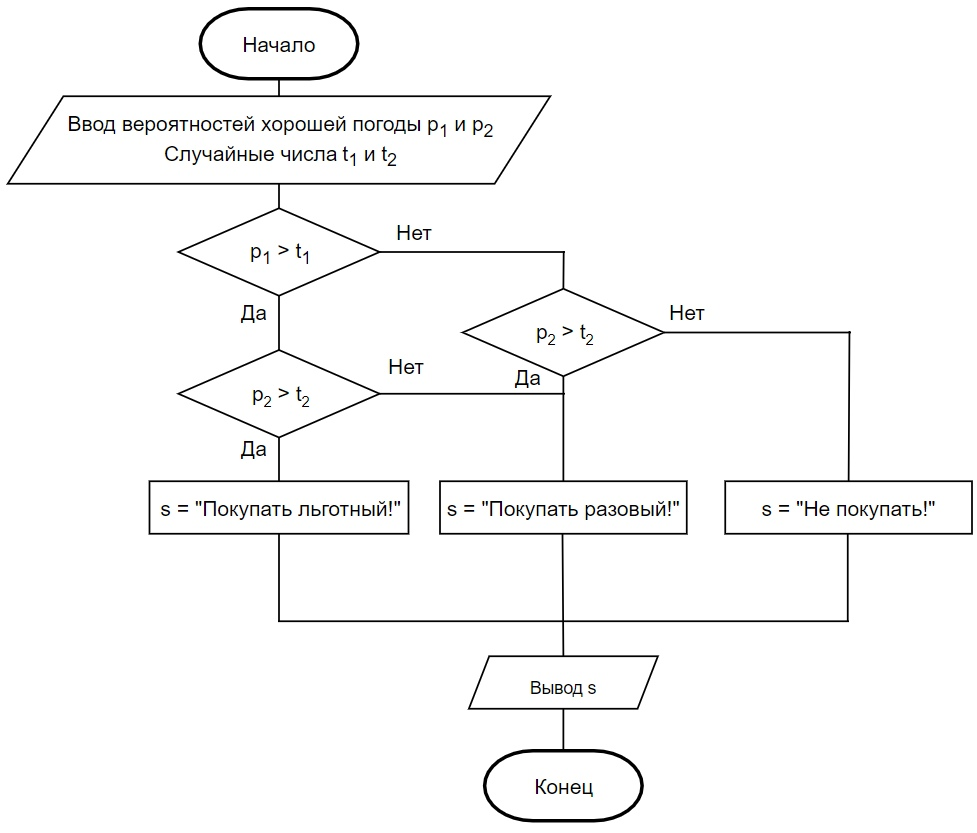 Начало
Ввод вероятностей хорошей погоды p1 и p2
Случайные числа t1 и t2
p1 > t1
Нет
Да
p2 > t2
Нет
Да
p2 > t2
Нет
Да
s = "Покупать льготный!"
s = "Покупать разовый!"
s = "Не покупать!"
Вывод s
Конец